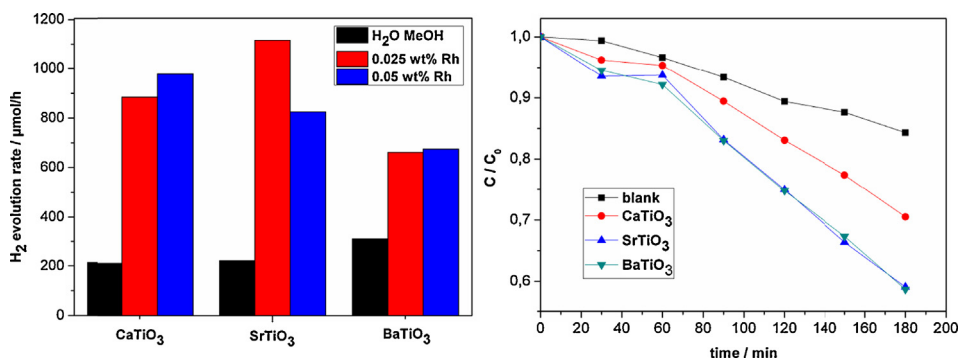 1200
1000
800
600
400
200
0
H₂ evolution rate / µmol/h
H₂O MeOH
0.025 wt% Rh
0.05 wt% Rh
CaTiO₃
SrTiO₃
BaTiO₃
1,0
0,9
0,8
0,7
0,6
C / C₀
blank
CaTiO₃
SrTiO₃
BaTiO₃
0 20 40 60 80 100 120 140 160 180 200
time / min